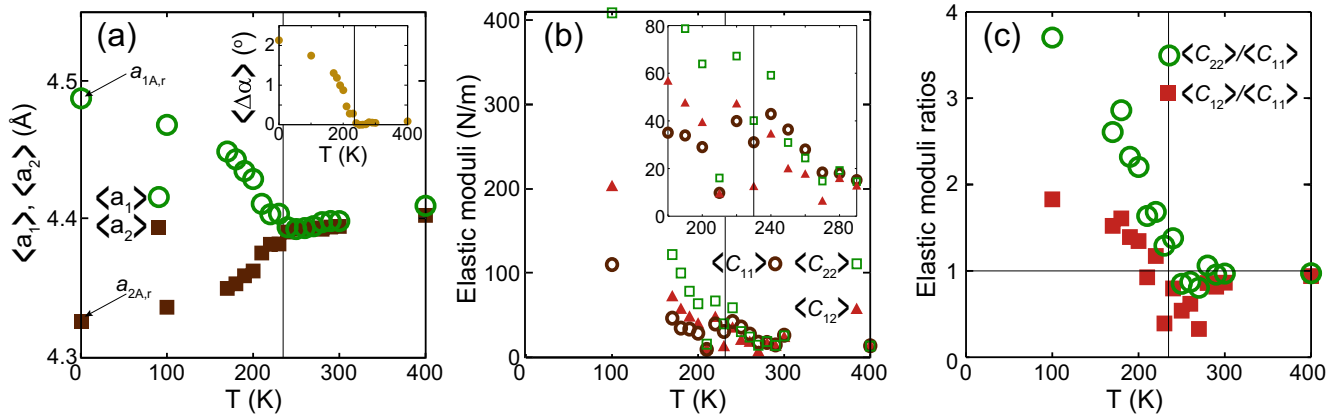 (a)
⟨a₁⟩, ⟨a₂⟩ (Å)
4.5
4.4
4.3
a1A,r
a2A,r
⟨a₁⟩
⟨a₂⟩
0 100 200 300 400
T (K)
⟨Δα⟩ (°)
3
2
1
0
0 200 400
T (K)
(b)
Elastic moduli (N/m)
400
300
200
100
0
0 100 200 300 400
T (K)
80
60
40
20
0
200 240 280
⟨C₁₁⟩ ⟨C₂₂⟩
⟨C₁₂⟩
(c)
Elastic moduli ratios
4
3
2
1
0
⟨C₂₂⟩/⟨C₁₁⟩
⟨C₁₂⟩/⟨C₁₁⟩
0 100 200 300 400
T (K)